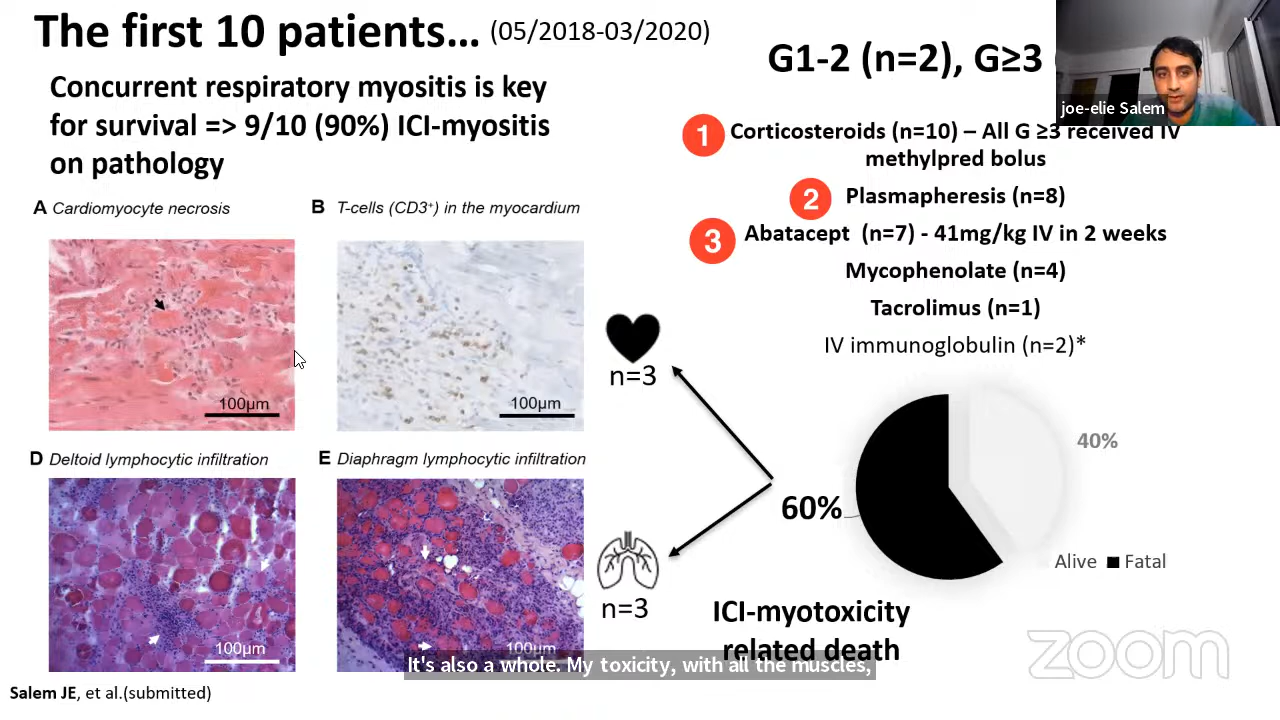 The first 10 patients... (05/2018-03/2020)
Concurrent respiratory myositis is key
for survival => 9/10 (90%) ICI-myositis
on pathology
A Cardiomyocyte necrosis
B T-cells (CD3⁺) in the myocardium
100µm
100µm
D Deltoid lymphocytic infiltration
E Diaphragm lymphocytic infiltration
100µm
100µm
Salem JE, et al.(submitted)
G1-2 (n=2), G≥3
joe-elie Salem
1 Corticosteroids (n=10) – All G ≥3 received IV
methylpred bolus
2 Plasmapheresis (n=8)
3 Abatacept (n=7) - 41mg/kg IV in 2 weeks
Mycophenolate (n=4)
Tacrolimus (n=1)
IV immunoglobulin (n=2)*
n=3
n=3
60%
40%
Alive Fatal
ICI-myotoxicity
related death
zoom
It's also a whole. My toxicity, with all the muscles,